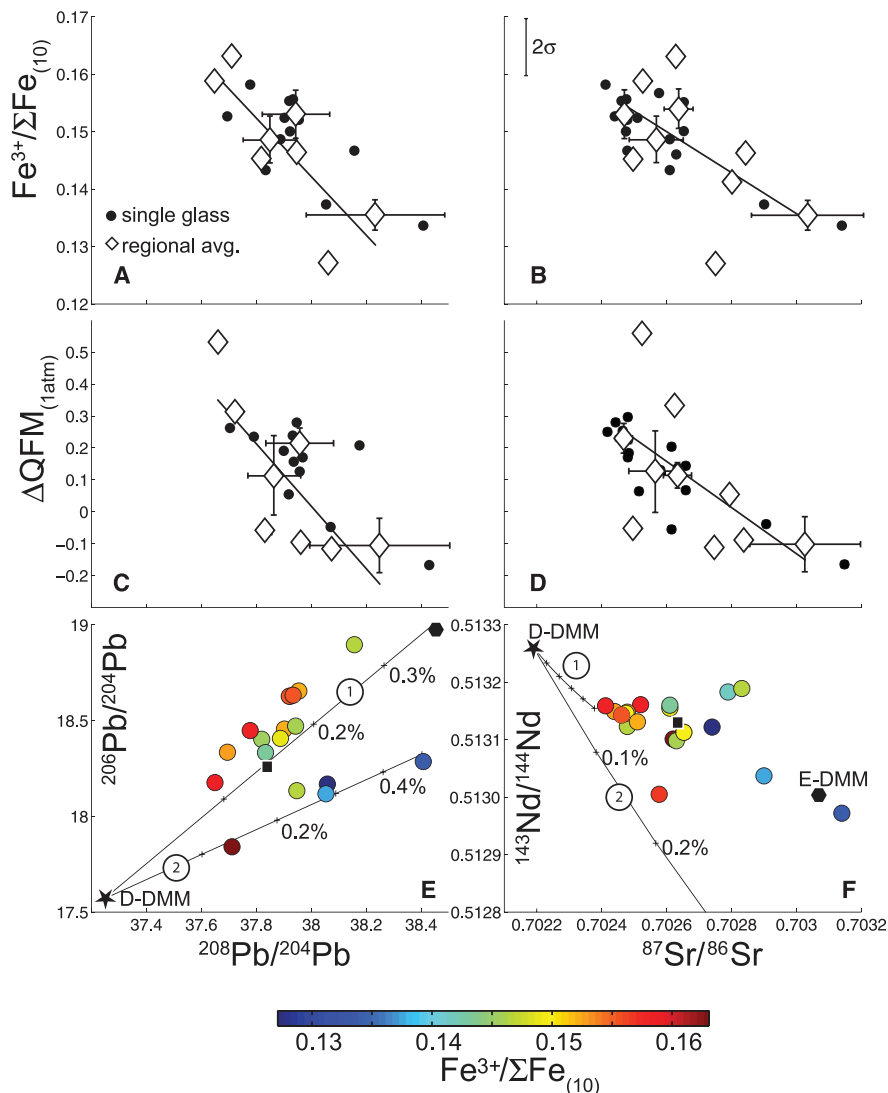 0.17
0.16
0.15
0.14
0.13
0.12
Fe³⁺/ΣFe₍₁₀₎
single glass
regional avg.
A
2σ
B
0.5
0.4
0.3
0.2
0.1
0
−0.1
−0.2
ΔQFM₍₁ₐₜₘ₎
C
D
19
18.5
18
17.5
²⁰⁶Pb/²⁰⁴Pb
D-DMM
1
2
0.2%
0.3%
0.2%
0.4%
E
37.4 37.6 37.8 38 38.2 38.4
²⁰⁸Pb/²⁰⁴Pb
0.5133
0.5132
0.5131
0.5130
0.5129
0.5128
¹⁴³Nd/¹⁴⁴Nd
D-DMM
1
0.1%
2
0.2%
E-DMM
F
0.7022 0.7024 0.7026 0.7028 0.703 0.7032
⁸⁷Sr/⁸⁶Sr
0.13 0.14 0.15 0.16
Fe³⁺/ΣFe₍₁₀₎